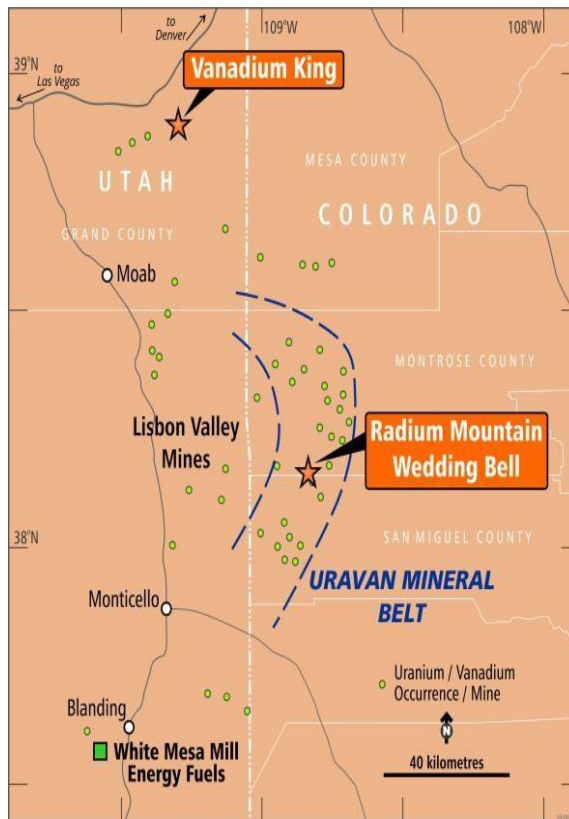 109°W
108°W
to
Denver
39°N
to
Las Vegas
Vanadium King
MESA COUNTY
UTAH
COLORADO
GRAND COUNTY
Moab
MONTROSE COUNTY
Lisbon Valley
Mines
Radium Mountain
Wedding Bell
38°N
SAN MIGUEL COUNTY
URAVAN MINERAL
BELT
Monticello
Uranium / Vanadium
Occurrence / Mine
Blanding
N
White Mesa Mill
Energy Fuels
40 kilometres